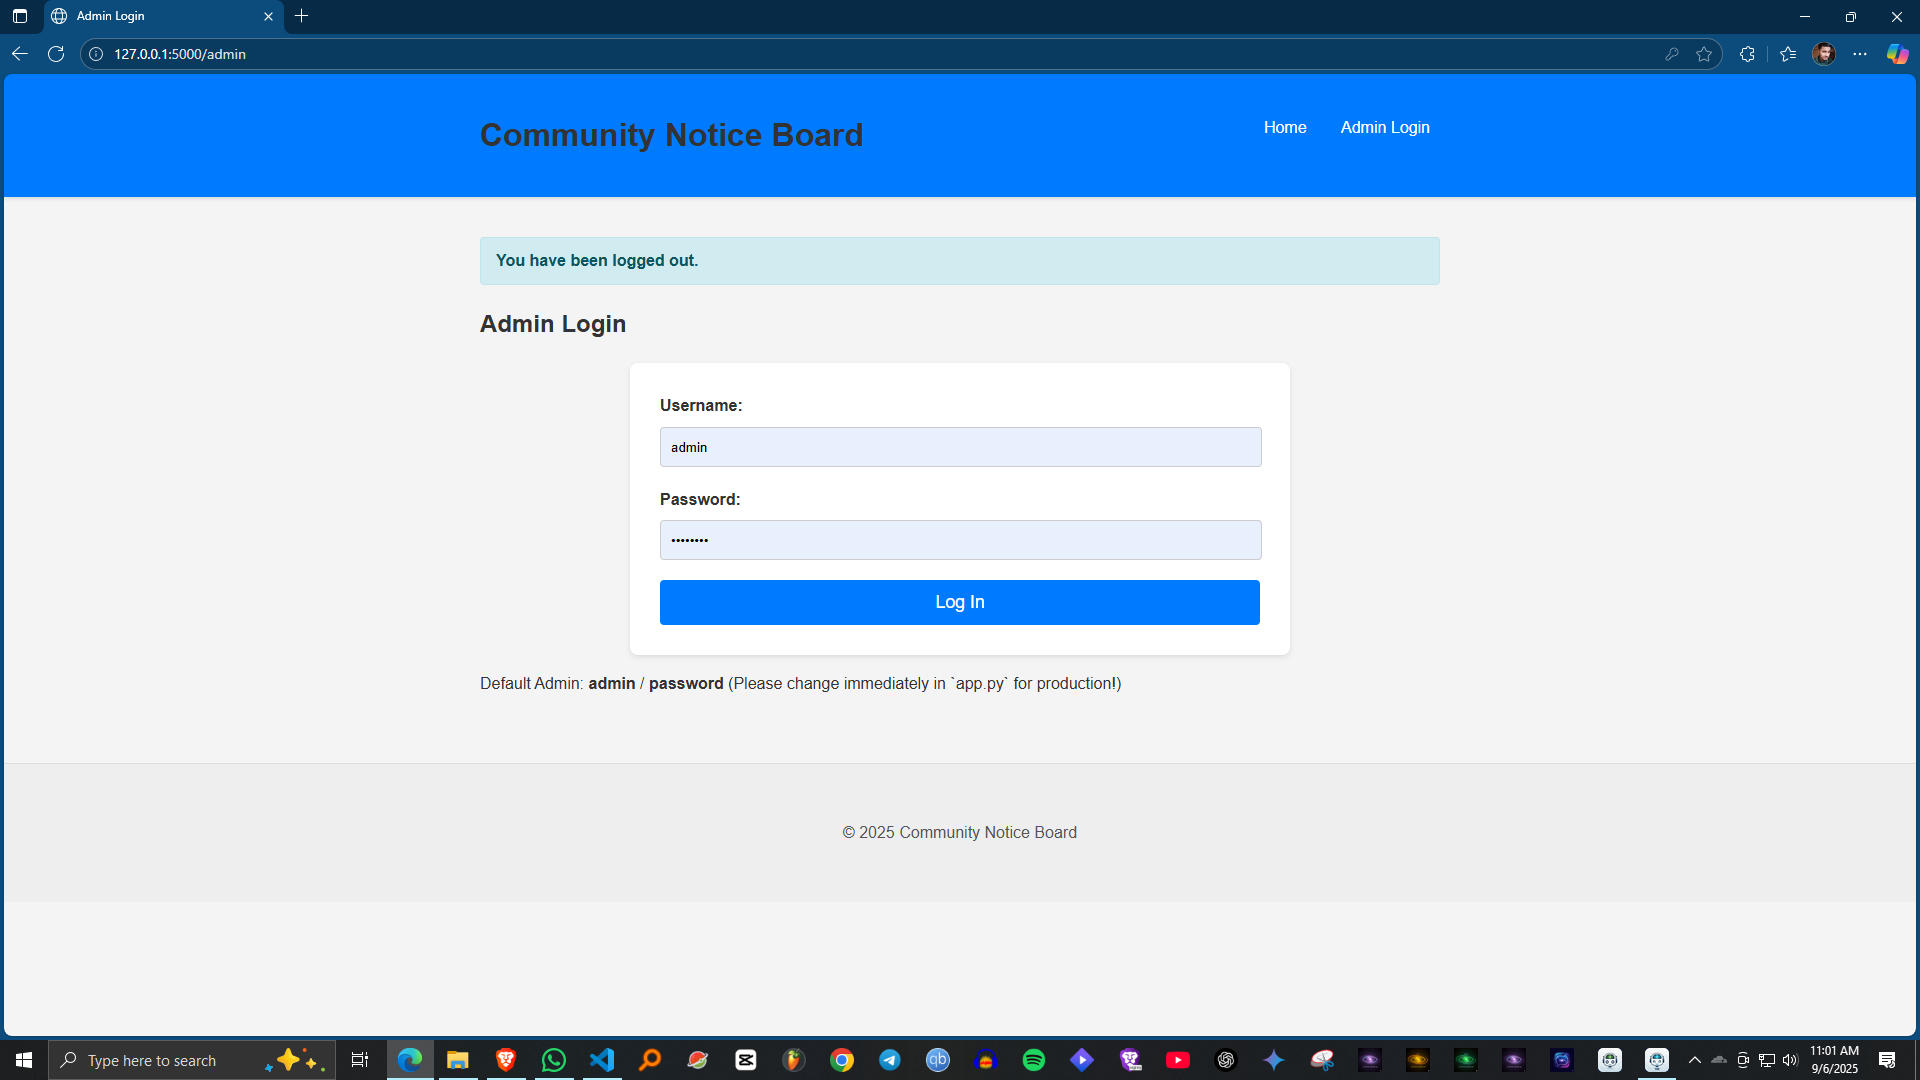 Admin Login
127.0.0.1:5000/admin
Community Notice Board
Home
Admin Login
You have been logged out.
Admin Login
Username:
admin
Password:
••••••••
Log In
Default Admin: admin / password (Please change immediately in `app.py` for production!)
© 2025 Community Notice Board
Type here to search
qb
11:01 AM
9/6/2025